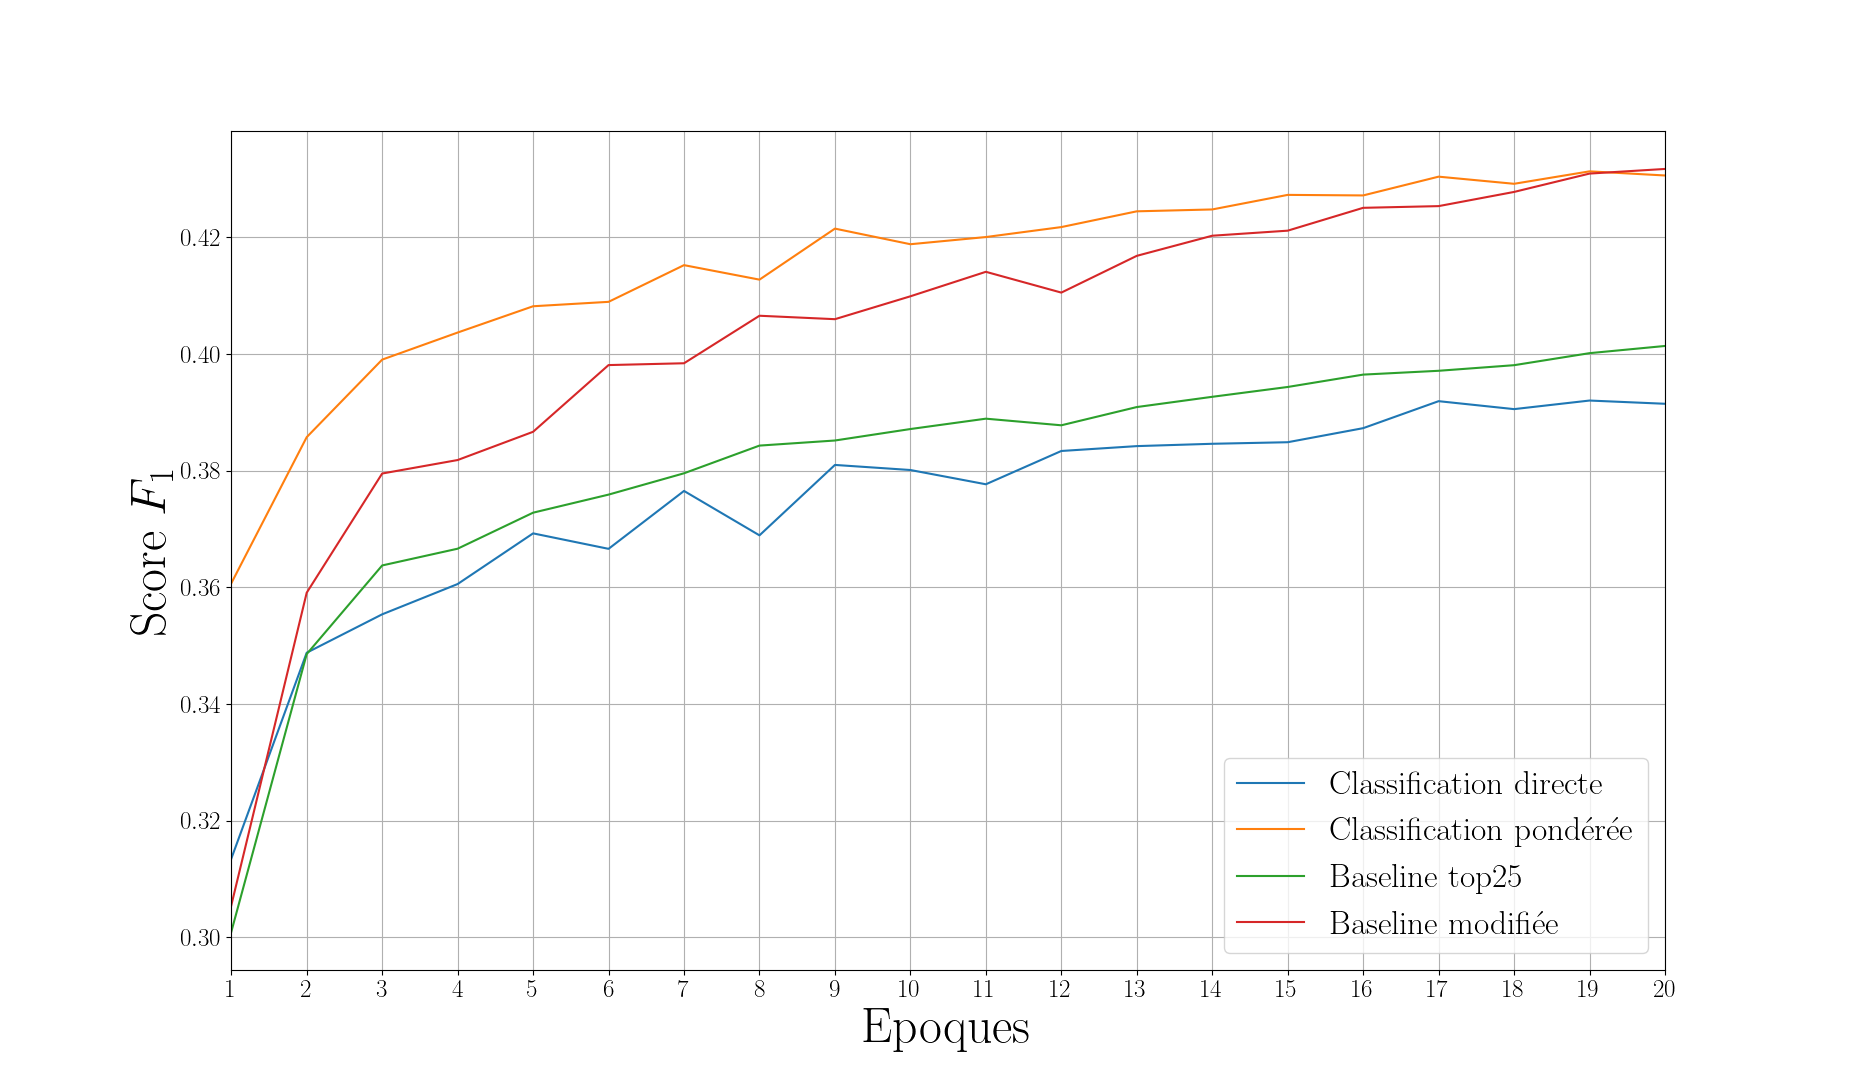 Score F1
0.42
0.40
0.38
0.36
0.34
0.32
0.30
1 2 3 4 5 6 7 8 9 10 11 12 13 14 15 16 17 18 19 20
Epoques
Classification directe
Classification pondérée
Baseline top25
Baseline modifiée